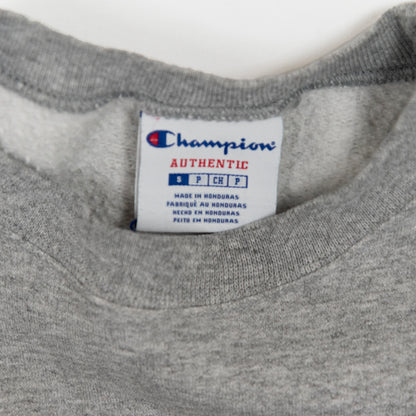 Champion
AUTHENTIC
S P CH P
MADE IN HONDURAS
FABRIQUÉ AU HONDURAS
HECHO EN HONDURAS
FEITO EM HONDURAS